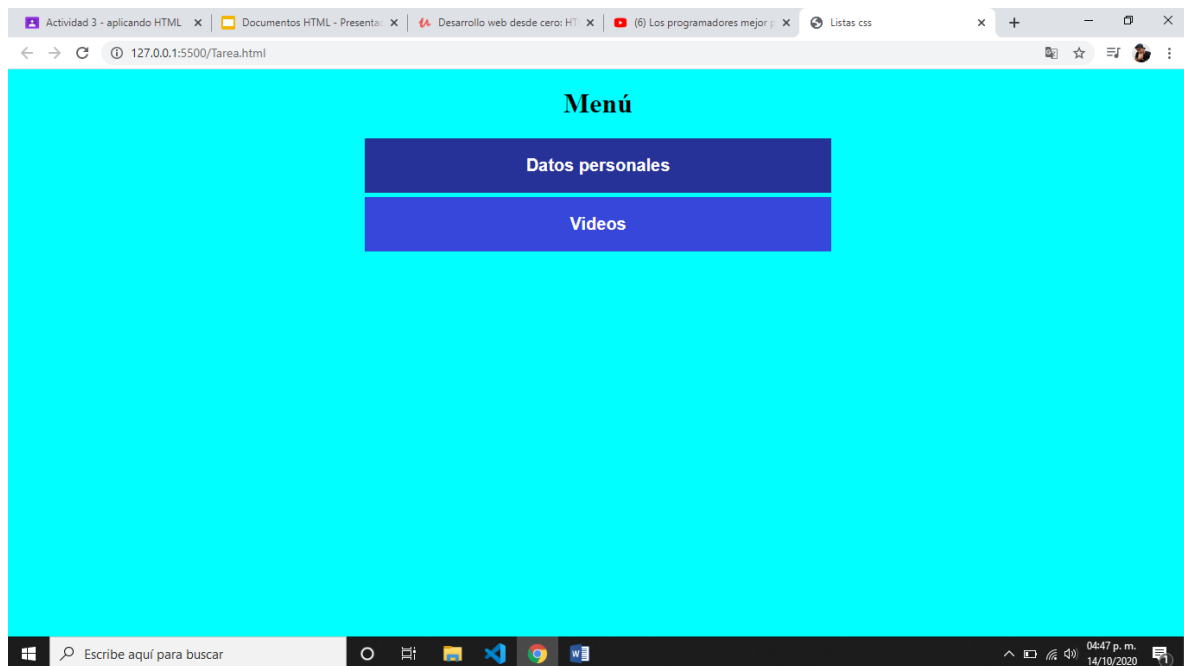 Actividad 3 - aplicando HTML
Documentos HTML - Presentac
Desarrollo web desde cero: HT
(6) Los programadores mejor p
Listas css
127.0.0.1:5500/Tarea.html
Menú
Datos personales
Videos
Escribe aquí para buscar
04:47 p. m.
14/10/2020